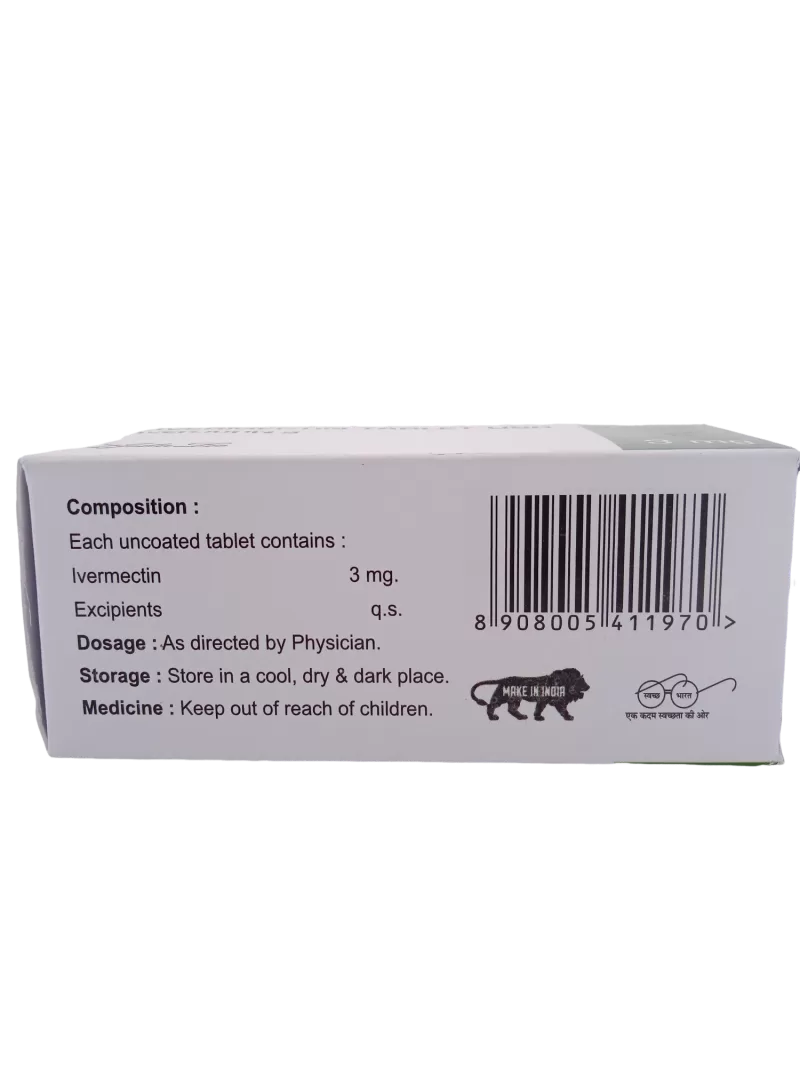 3 mg
Composition :
Each uncoated tablet contains :
Ivermectin 3 mg.
Excipients q.s.
Dosage : As directed by Physician.
Storage : Store in a cool, dry & dark place.
Medicine : Keep out of reach of children.
8 908005 411970 >
MAKE IN INDIA
स्वच्छ भारत
एक कदम स्वच्छता की ओर